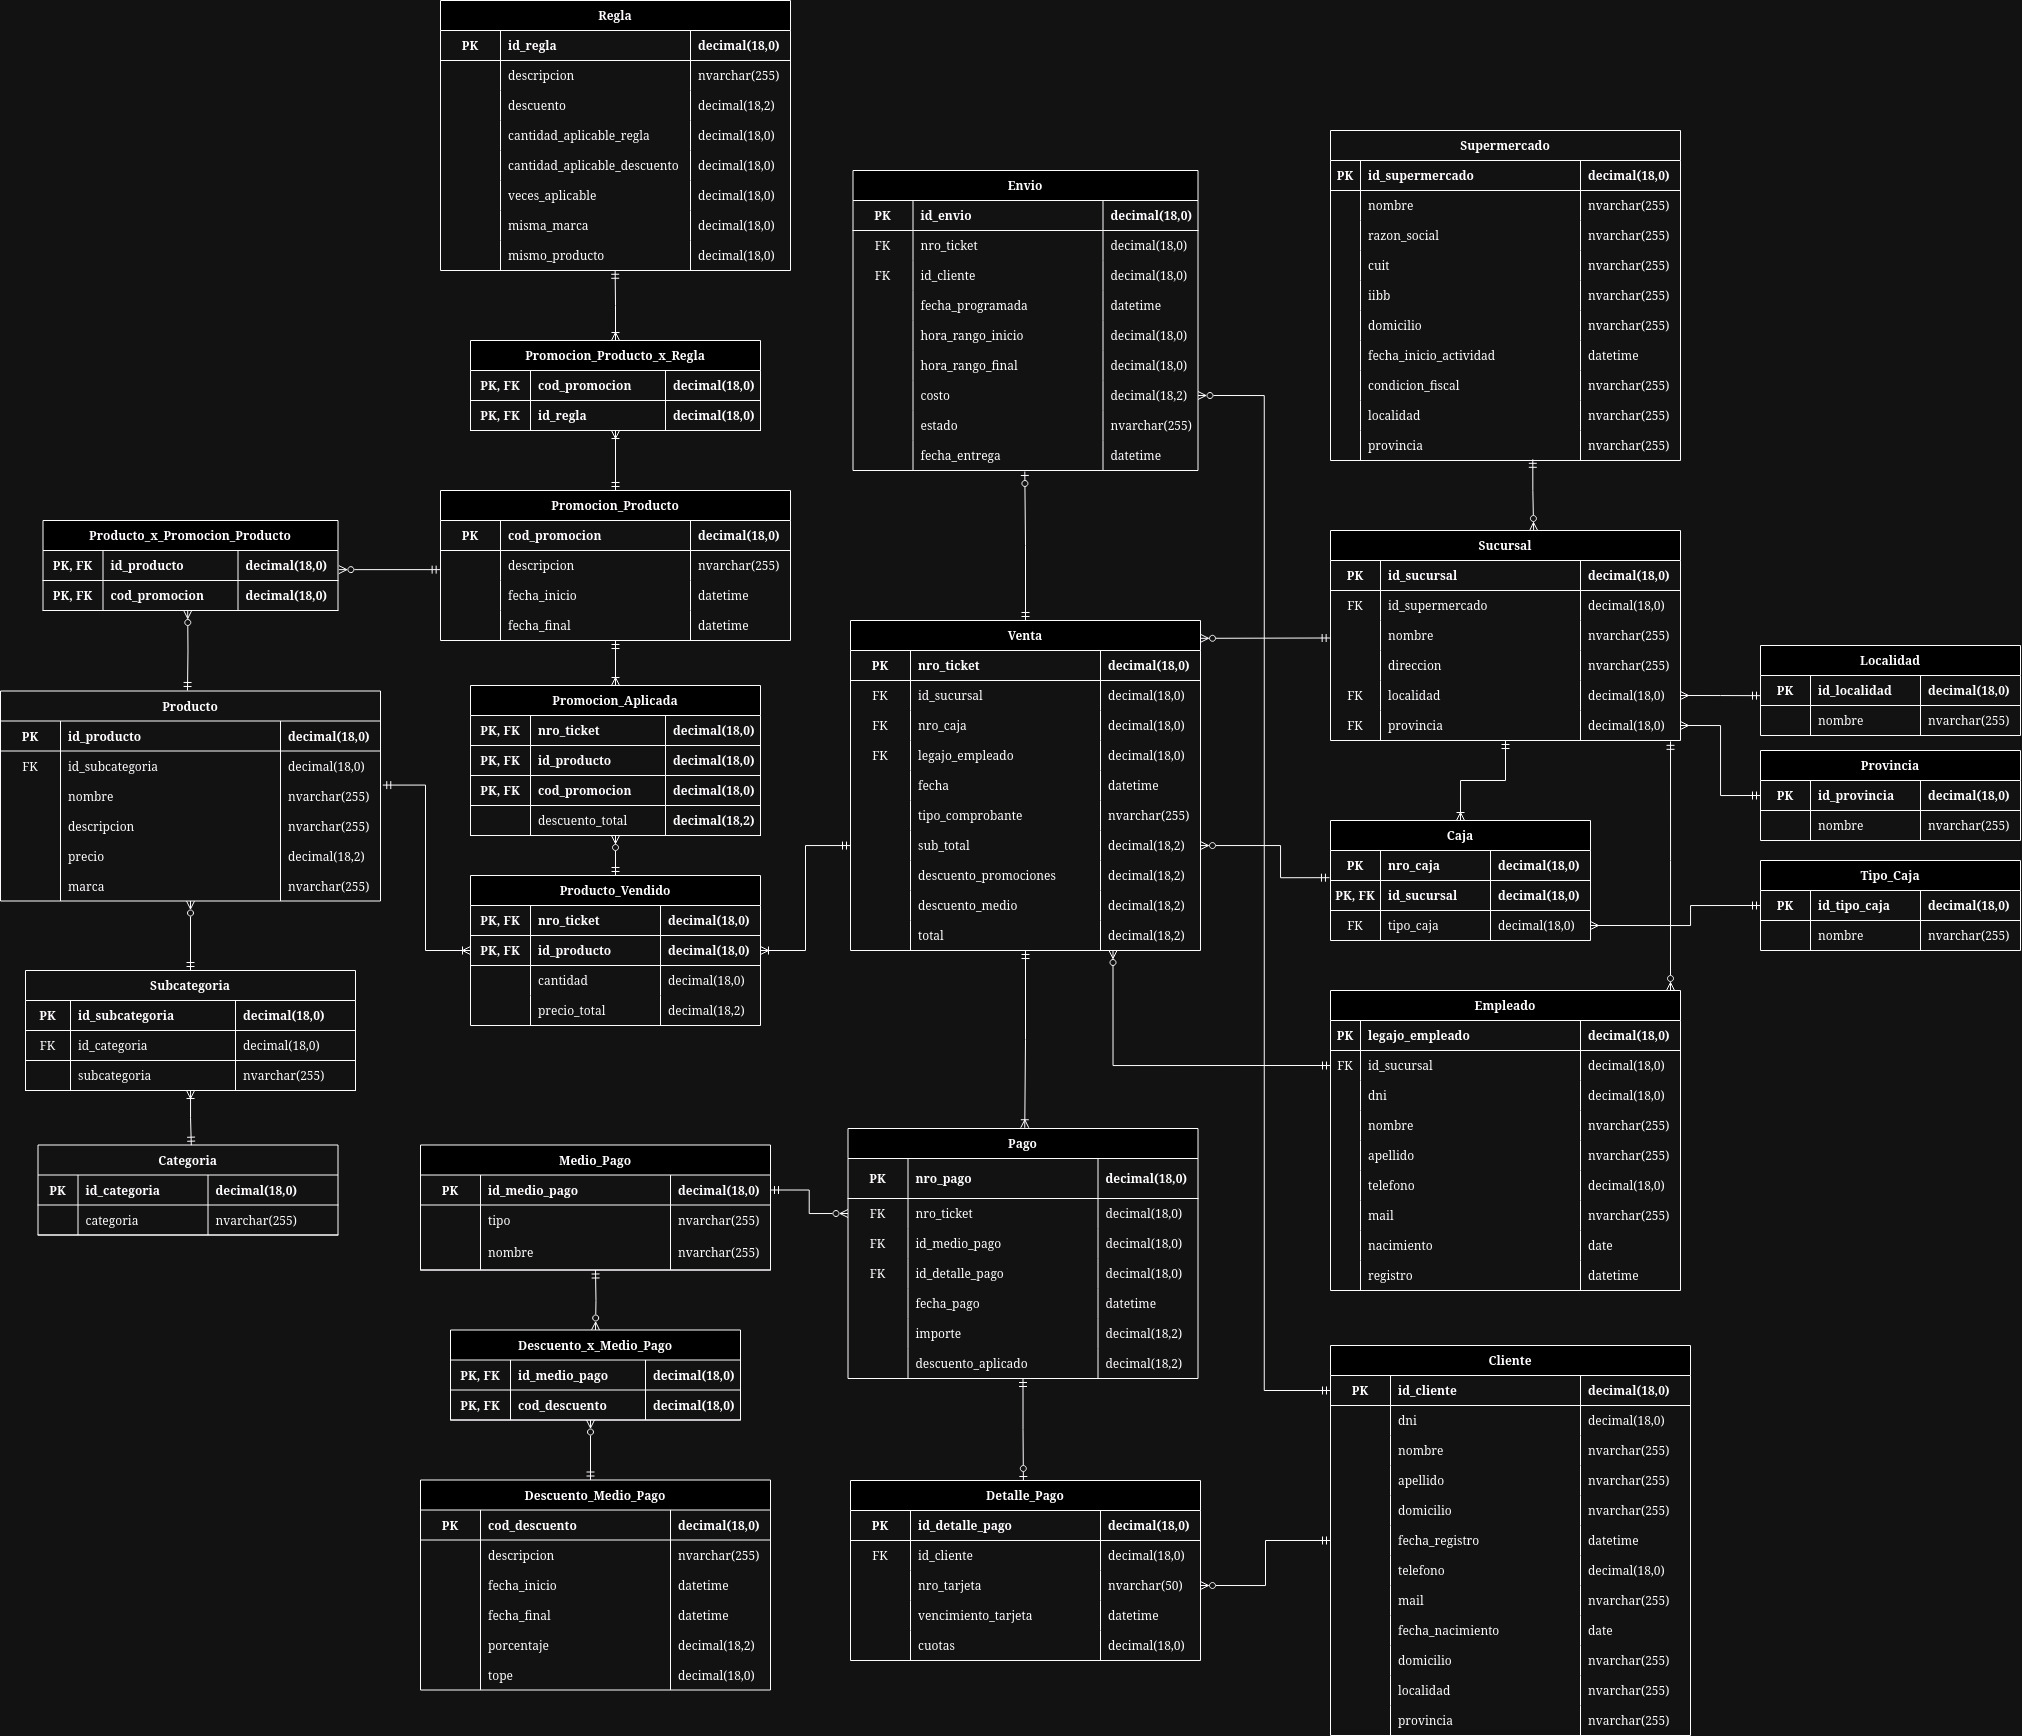 Regla
PK id_regla decimal(18,0)
descripcion nvarchar(255)
descuento decimal(18,2)
cantidad_aplicable_regla decimal(18,0)
cantidad_aplicable_descuento decimal(18,0)
veces_aplicable decimal(18,0)
misma_marca decimal(18,0)
mismo_producto decimal(18,0)
Promocion_Producto_x_Regla
PK, FK cod_promocion decimal(18,0)
PK, FK id_regla decimal(18,0)
Promocion_Producto
PK cod_promocion decimal(18,0)
descripcion nvarchar(255)
fecha_inicio datetime
fecha_final datetime
Producto_x_Promocion_Producto
PK, FK id_producto decimal(18,0)
PK, FK cod_promocion decimal(18,0)
Producto
PK id_producto decimal(18,0)
FK id_subcategoria decimal(18,0)
nombre nvarchar(255)
descripcion nvarchar(255)
precio decimal(18,2)
marca nvarchar(255)
Subcategoria
PK id_subcategoria decimal(18,0)
FK id_categoria decimal(18,0)
subcategoria nvarchar(255)
Categoria
PK id_categoria decimal(18,0)
categoria nvarchar(255)
Promocion_Aplicada
PK, FK nro_ticket decimal(18,0)
PK, FK id_producto decimal(18,0)
PK, FK cod_promocion decimal(18,0)
descuento_total decimal(18,2)
Producto_Vendido
PK, FK nro_ticket decimal(18,0)
PK, FK id_producto decimal(18,0)
cantidad decimal(18,0)
precio_total decimal(18,2)
Medio_Pago
PK id_medio_pago decimal(18,0)
tipo nvarchar(255)
nombre nvarchar(255)
Descuento_x_Medio_Pago
PK, FK id_medio_pago decimal(18,0)
PK, FK cod_descuento decimal(18,0)
Descuento_Medio_Pago
PK cod_descuento decimal(18,0)
descripcion nvarchar(255)
fecha_inicio datetime
fecha_final datetime
porcentaje decimal(18,2)
tope decimal(18,0)
Envio
PK id_envio decimal(18,0)
FK nro_ticket decimal(18,0)
FK id_cliente decimal(18,0)
fecha_programada datetime
hora_rango_inicio decimal(18,0)
hora_rango_final decimal(18,0)
costo decimal(18,2)
estado nvarchar(255)
fecha_entrega datetime
Venta
PK nro_ticket decimal(18,0)
FK id_sucursal decimal(18,0)
FK nro_caja decimal(18,0)
FK legajo_empleado decimal(18,0)
fecha datetime
tipo_comprobante nvarchar(255)
sub_total decimal(18,2)
descuento_promociones decimal(18,2)
descuento_medio decimal(18,2)
total decimal(18,2)
Pago
PK nro_pago decimal(18,0)
FK nro_ticket decimal(18,0)
FK id_medio_pago decimal(18,0)
FK id_detalle_pago decimal(18,0)
fecha_pago datetime
importe decimal(18,2)
descuento_aplicado decimal(18,2)
Detalle_Pago
PK id_detalle_pago decimal(18,0)
FK id_cliente decimal(18,0)
nro_tarjeta nvarchar(50)
vencimiento_tarjeta datetime
cuotas decimal(18,0)
Supermercado
PK id_supermercado decimal(18,0)
nombre nvarchar(255)
razon_social nvarchar(255)
cuit nvarchar(255)
iibb nvarchar(255)
domicilio nvarchar(255)
fecha_inicio_actividad datetime
condicion_fiscal nvarchar(255)
localidad nvarchar(255)
provincia nvarchar(255)
Sucursal
PK id_sucursal decimal(18,0)
FK id_supermercado decimal(18,0)
nombre nvarchar(255)
direccion nvarchar(255)
FK localidad decimal(18,0)
FK provincia decimal(18,0)
Localidad
PK id_localidad decimal(18,0)
nombre nvarchar(255)
Provincia
PK id_provincia decimal(18,0)
nombre nvarchar(255)
Caja
PK nro_caja decimal(18,0)
PK, FK id_sucursal decimal(18,0)
FK tipo_caja decimal(18,0)
Tipo_Caja
PK id_tipo_caja decimal(18,0)
nombre nvarchar(255)
Empleado
PK legajo_empleado decimal(18,0)
FK id_sucursal decimal(18,0)
dni decimal(18,0)
nombre nvarchar(255)
apellido nvarchar(255)
telefono decimal(18,0)
mail nvarchar(255)
nacimiento date
registro datetime
Cliente
PK id_cliente decimal(18,0)
dni decimal(18,0)
nombre nvarchar(255)
apellido nvarchar(255)
domicilio nvarchar(255)
fecha_registro datetime
telefono decimal(18,0)
mail nvarchar(255)
fecha_nacimiento date
domicilio nvarchar(255)
localidad nvarchar(255)
provincia nvarchar(255)